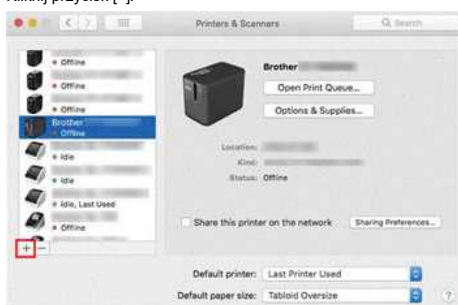 Printers & Scanners
Search
Offline
Offline
Offline
Brother
Offline
Idle
Idle
Idle, Last Used
Offline
+ −
Brother
Open Print Queue...
Options & Supplies...
Location:
Kind:
Status: Offline
Share this printer on the network
Sharing Preferences...
Default printer: Last Printer Used
Default paper size: Tabloid Oversize
?